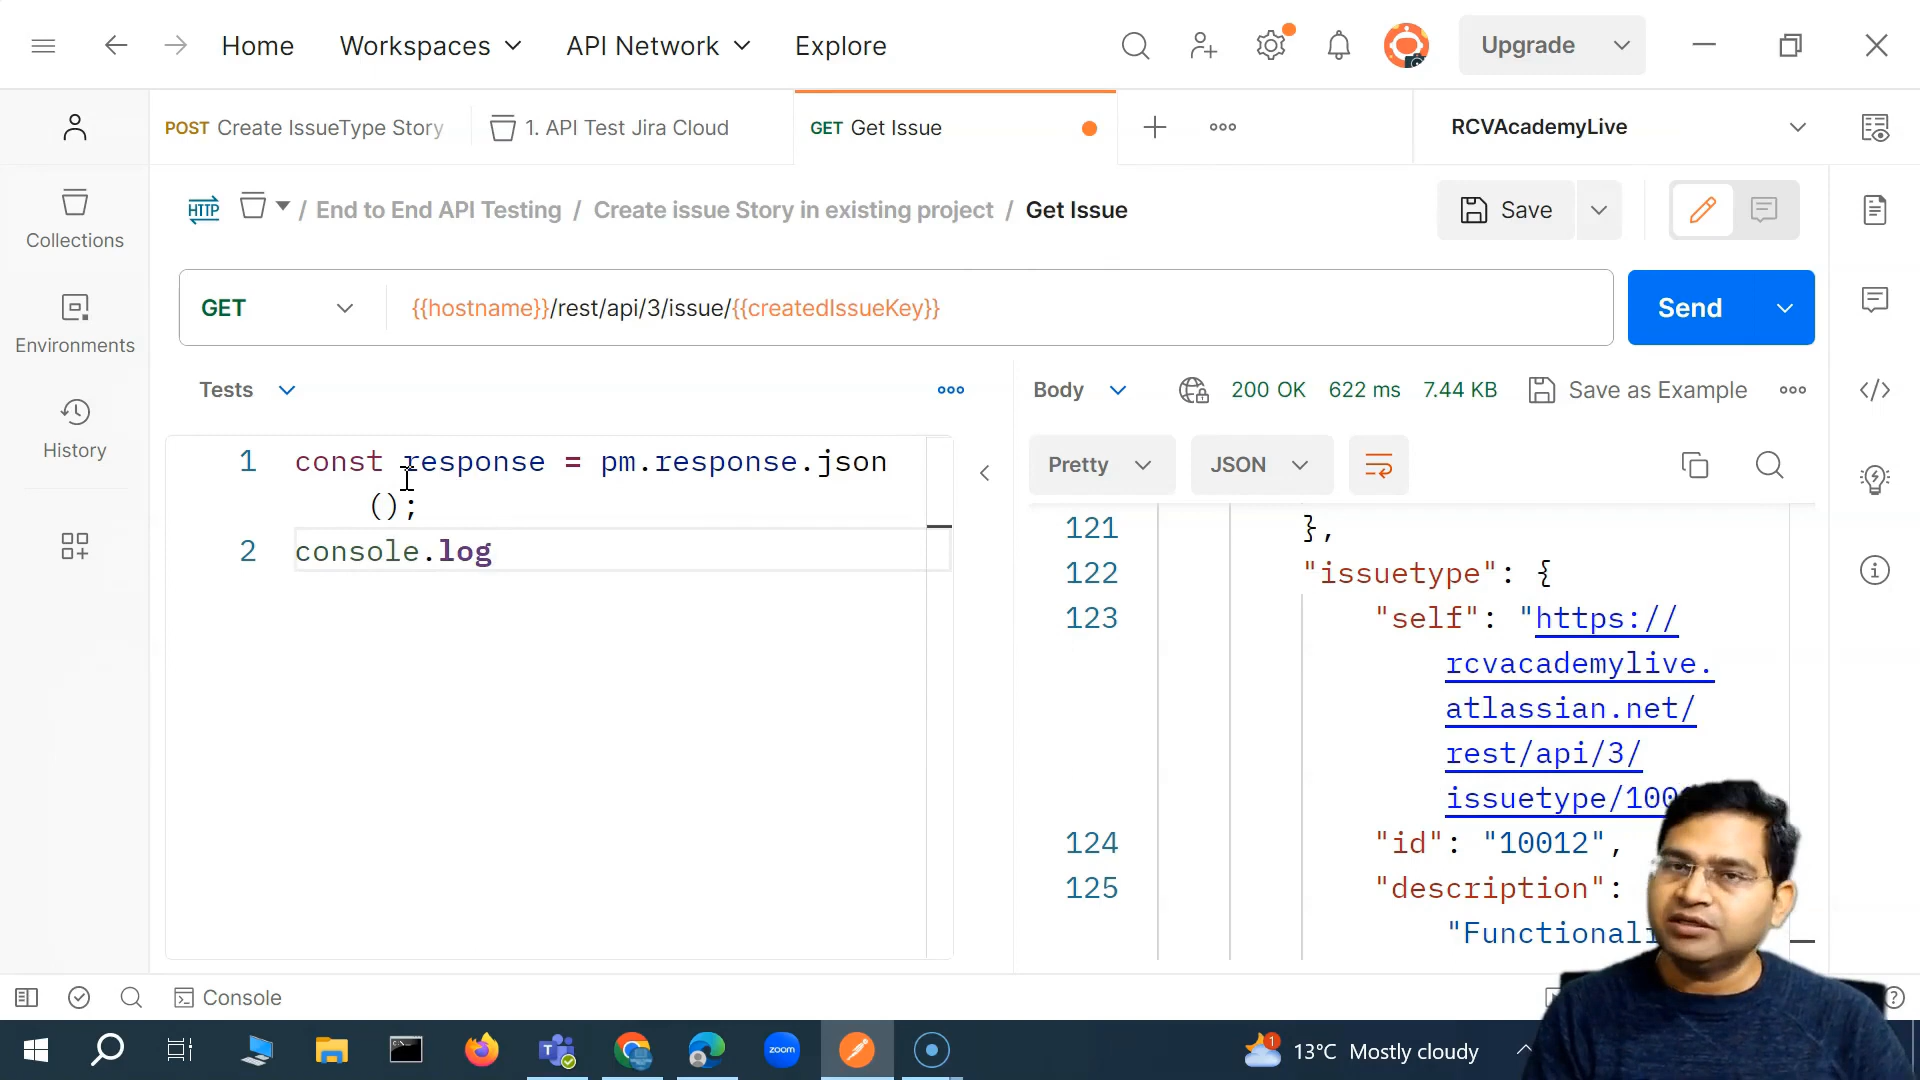 Home Workspaces API Network Explore Upgrade
POST Create IssueType Story 1. API Test Jira Cloud GET Get Issue RCVAcademyLive
HTTP / End to End API Testing / Create issue Story in existing project / Get Issue Save
Collections
GET {{hostname}}/rest/api/3/issue/{{createdIssueKey}} Send
Environments
Tests Body 200 OK 622 ms 7.44 KB Save as Example
History
1 const response = pm.response.json
();
2 console.log
Pretty JSON
121 },
122 "issuetype": {
123 "self": "https://
rcvacademylive.
atlassian.net/
rest/api/3/
124 "id": "10012",
125 "description":
Console
zoom
1 13°C Mostly cloudy